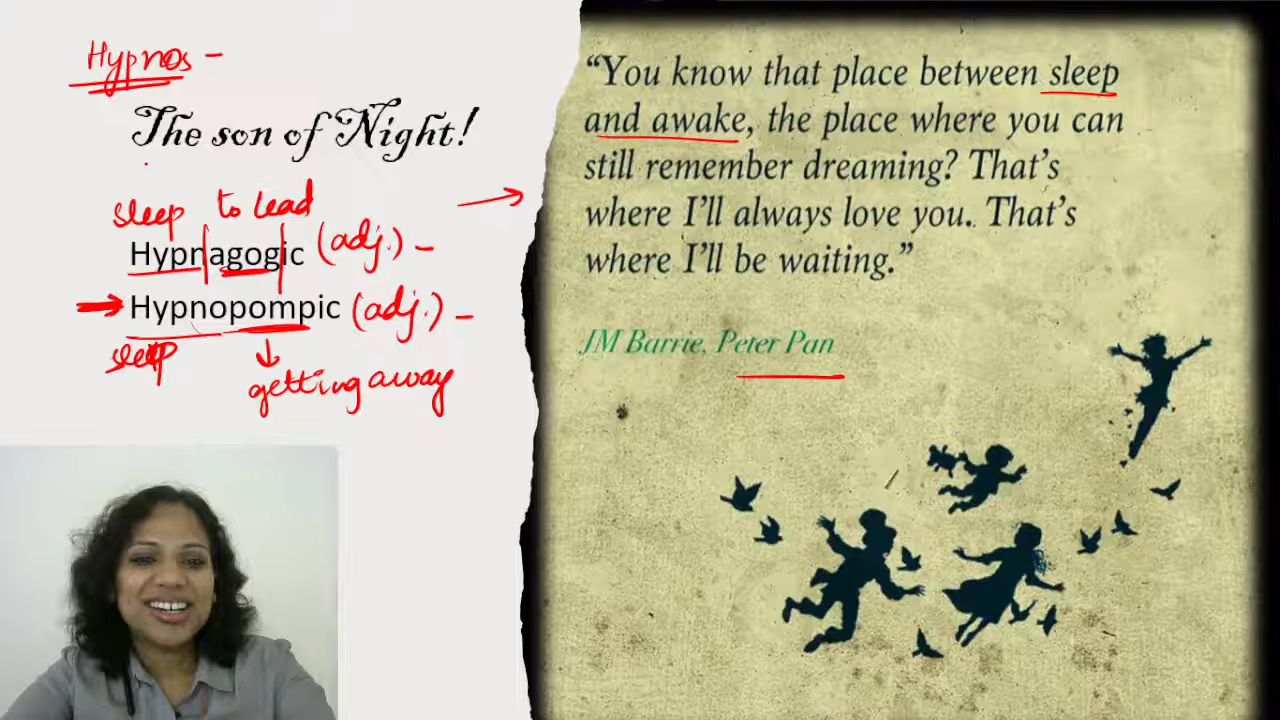 Hypnos -
The son of Night!
sleep to lead
Hypnagogic (adj.) -
Hypnopompic (adj.) -
sleep
getting away
“You know that place between sleep
and awake, the place where you can
still remember dreaming? That’s
where I’ll always love you. That’s
where I’ll be waiting.”
JM Barrie, Peter Pan